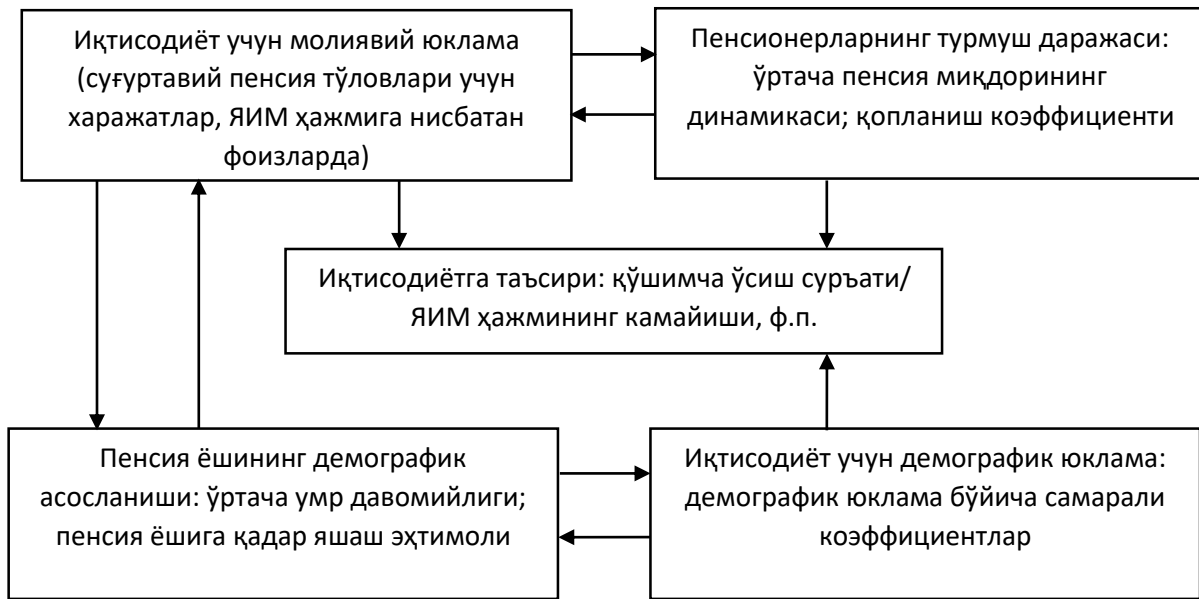 Иқтисодиёт учун молиявий юклама
(суғуртавий пенсия тўловлари учун
харажатлар, ЯИМ ҳажмига нисбатан
фоизларда)
Пенсионерларнинг турмуш даражаси:
ўртача пенсия миқдорининг
динамикаси; қопланиш коэффициенти
Иқтисодиётга таъсири: қўшимча ўсиш суръати/
ЯИМ ҳажмининг камайиши, ф.п.
Пенсия ёшининг демографик
асосланиши: ўртача умр давомийлиги;
пенсия ёшига қадар яшаш эҳтимоли
Иқтисодиёт учун демографик юклама:
демографик юклама бўйича самарали
коэффициентлар